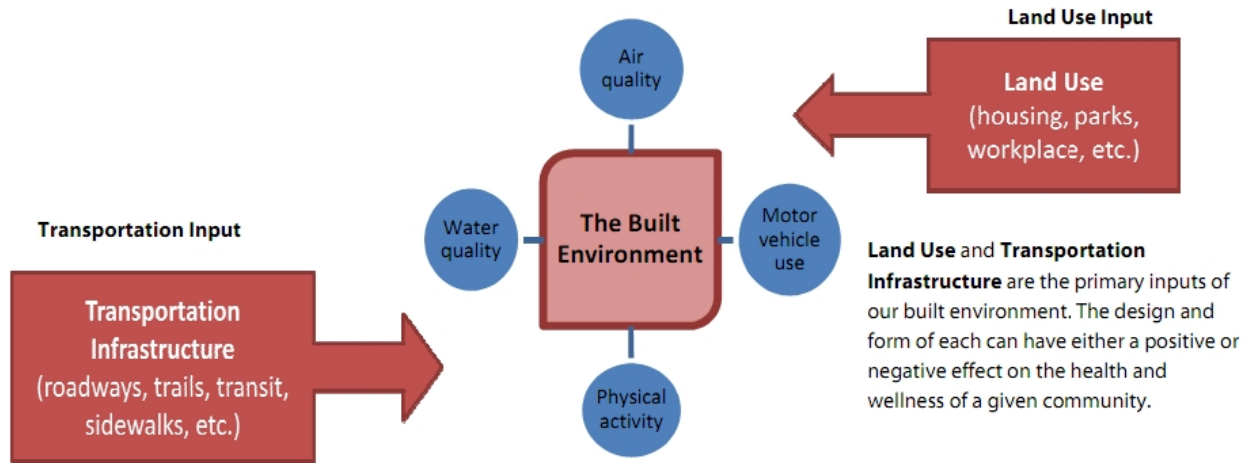 Land Use Input
Land Use
(housing, parks,
workplace, etc.)
Air
quality
The Built
Environment
Water
quality
Motor
vehicle
use
Physical
activity
Transportation Input
Transportation
Infrastructure
(roadways, trails, transit,
sidewalks, etc.)
Land Use and Transportation
Infrastructure are the primary inputs of
our built environment. The design and
form of each can have either a positive or
negative effect on the health and
wellness of a given community.